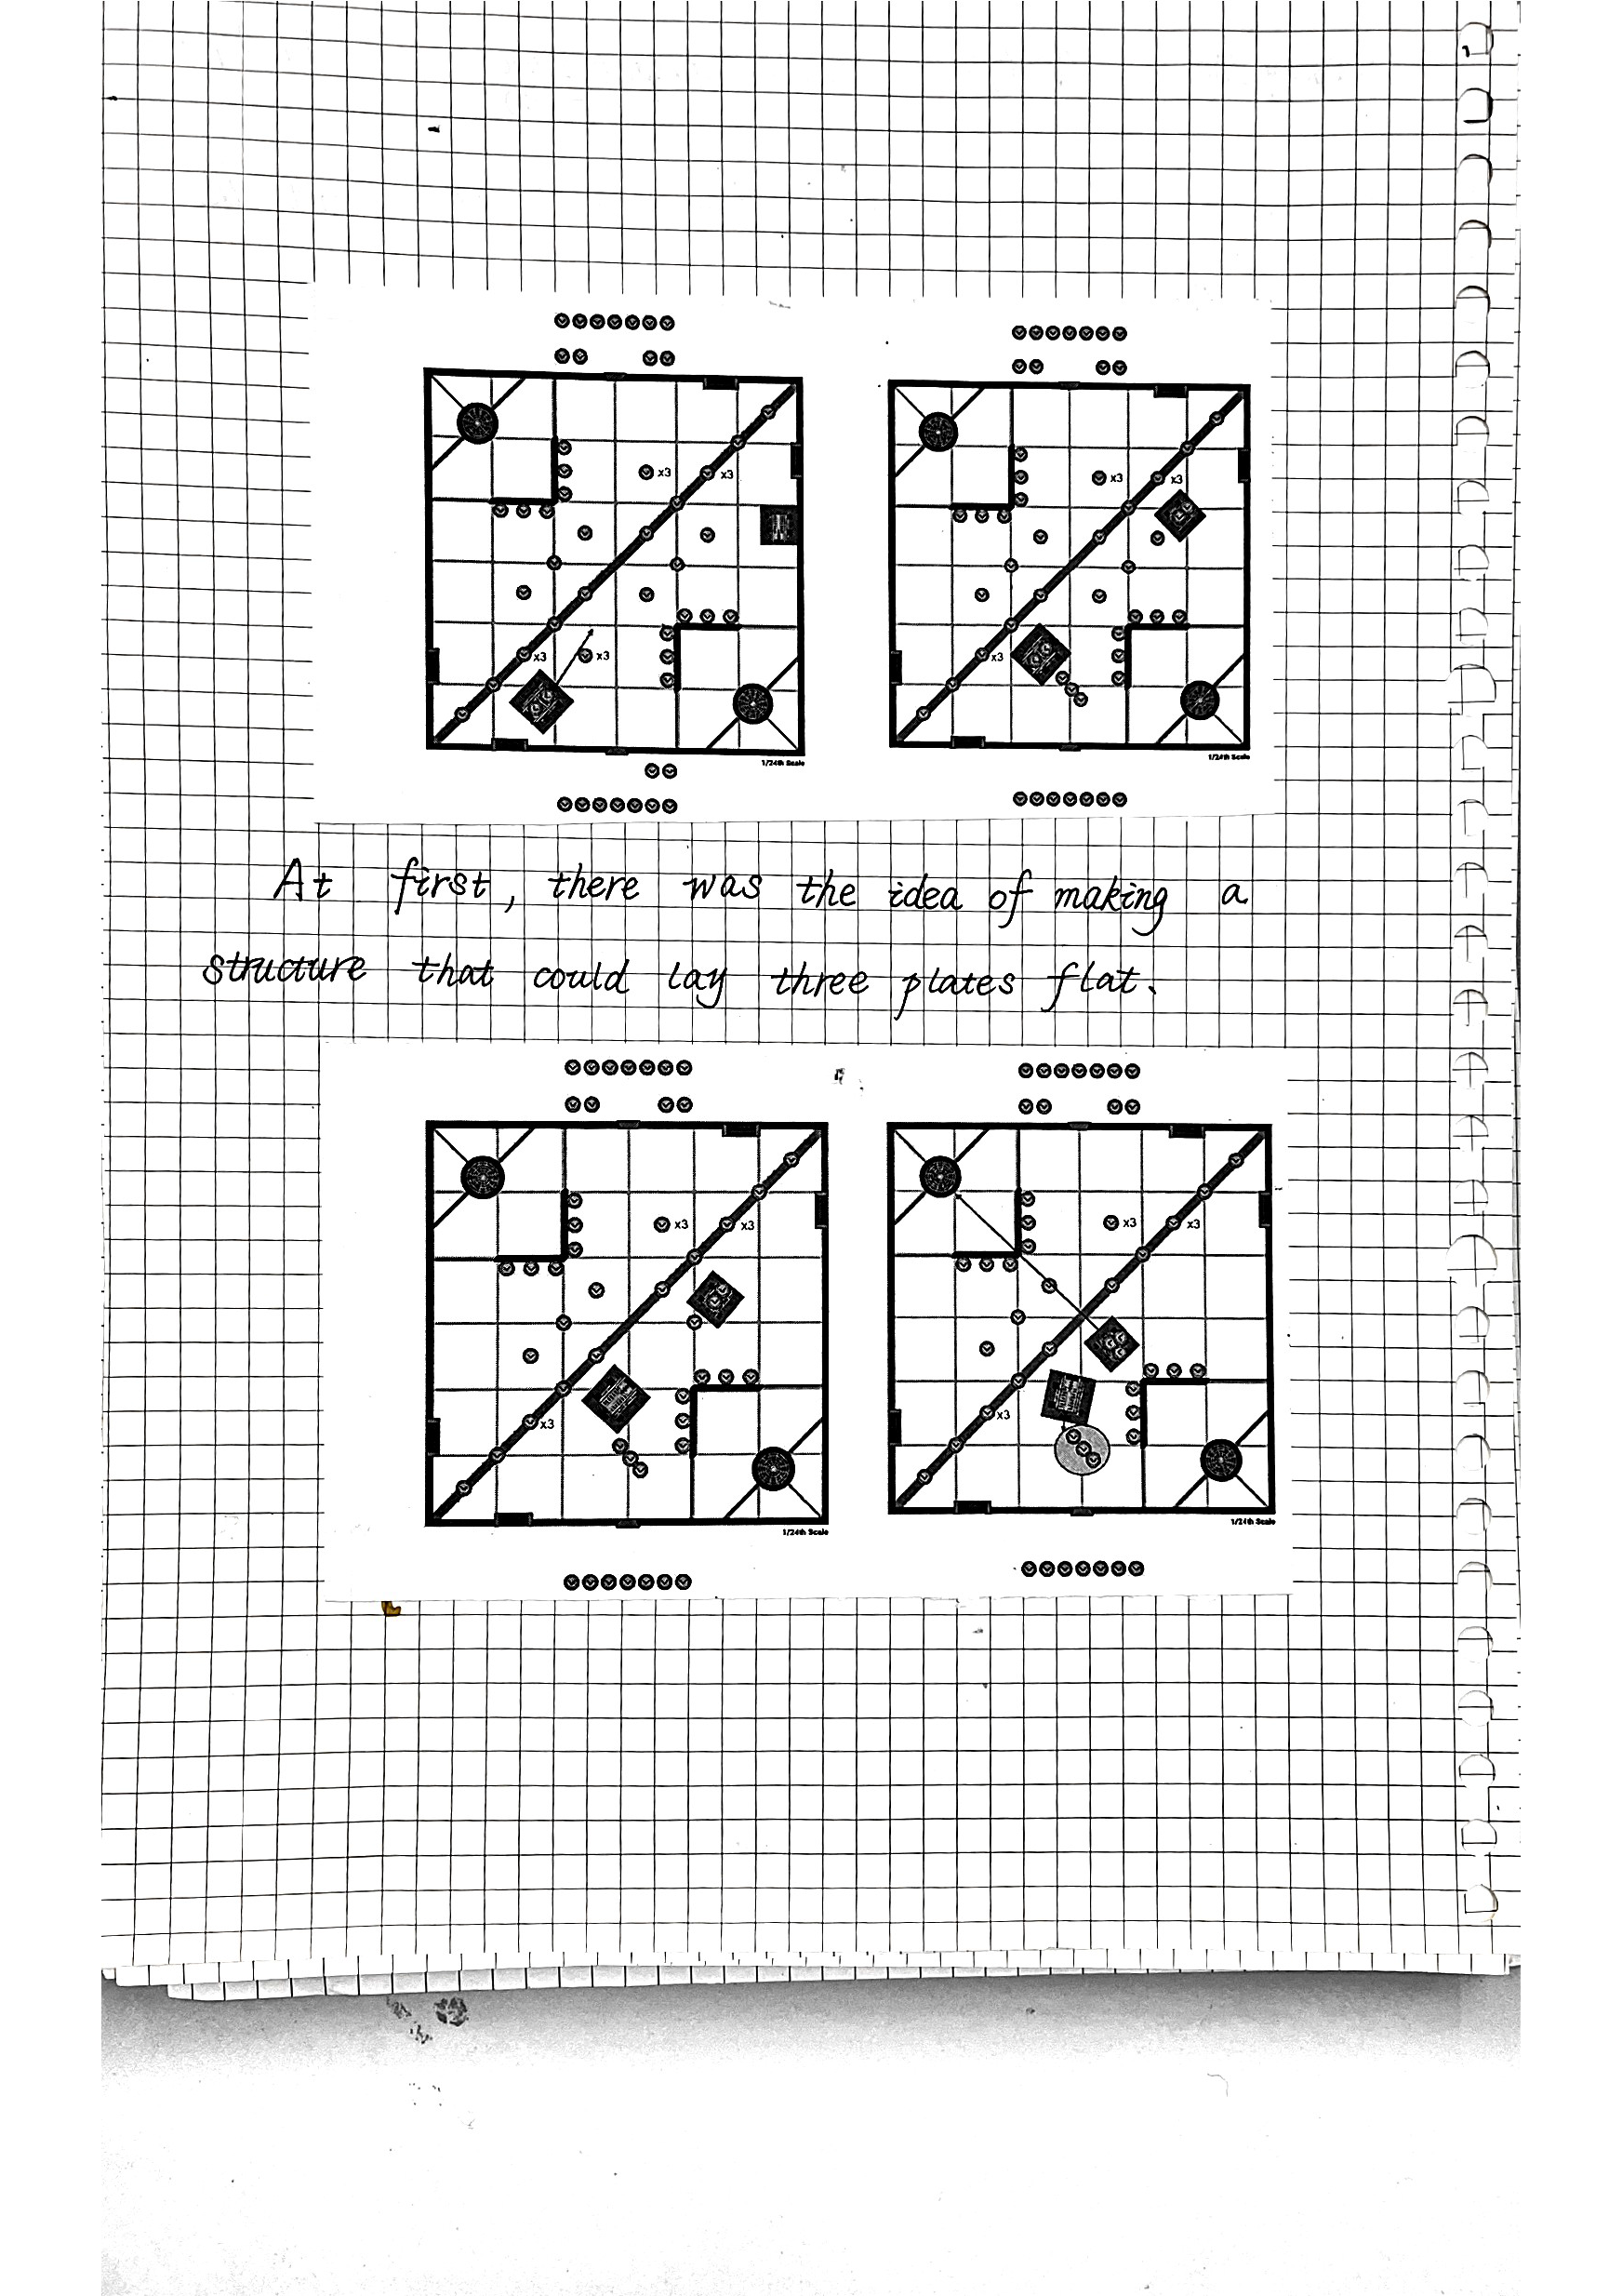 x3 x3
x3 x3
1/24th Scale
x3 x3
x3
1/24th Scale
At first, there was the idea of making a
structure that could lay three plates flat.
x3 x3
x3
1/24th Scale
x3 x3
x3
1/24th Scale